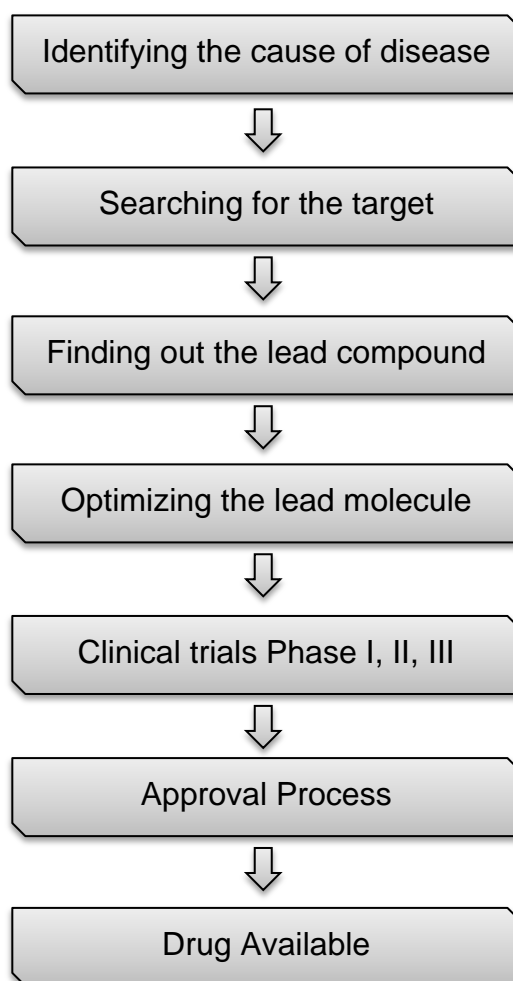 Identifying the cause of disease
Searching for the target
Finding out the lead compound
Optimizing the lead molecule
Clinical trials Phase I, II, III
Approval Process
Drug Available